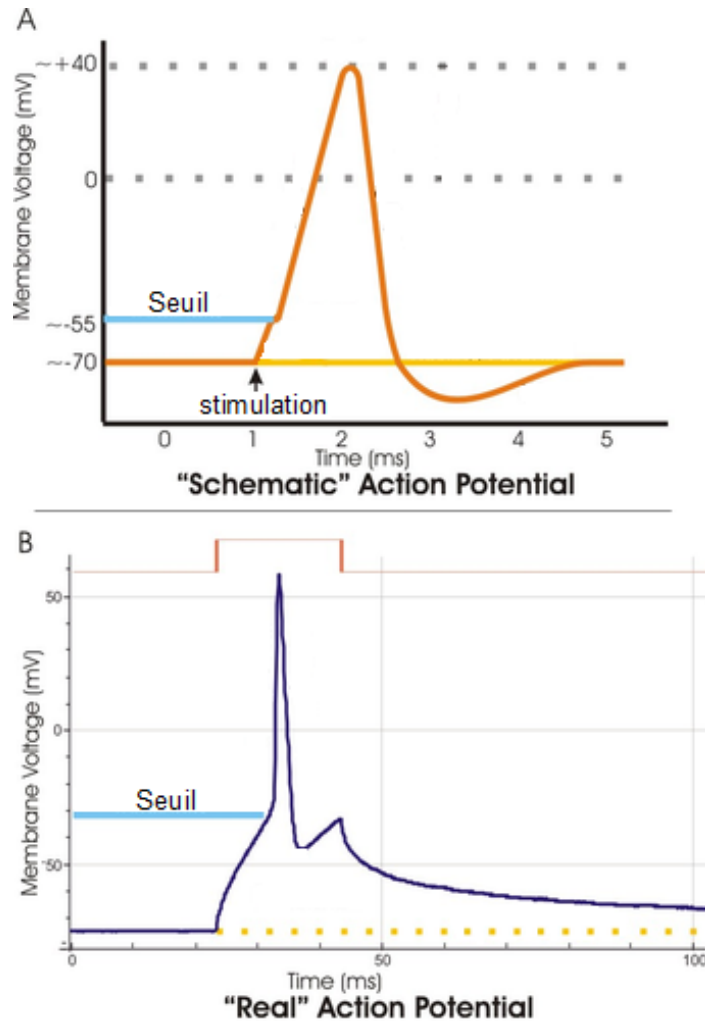 A
Membrane Voltage (mV)
~+40
0
Seuil
~-55
~-70
stimulation
0 1 2 3 4 5
Time (ms)
“Schematic” Action Potential
B
Membrane Voltage (mV)
50
0
Seuil
-50
-
0 50 100
Time (ms)
“Real” Action Potential